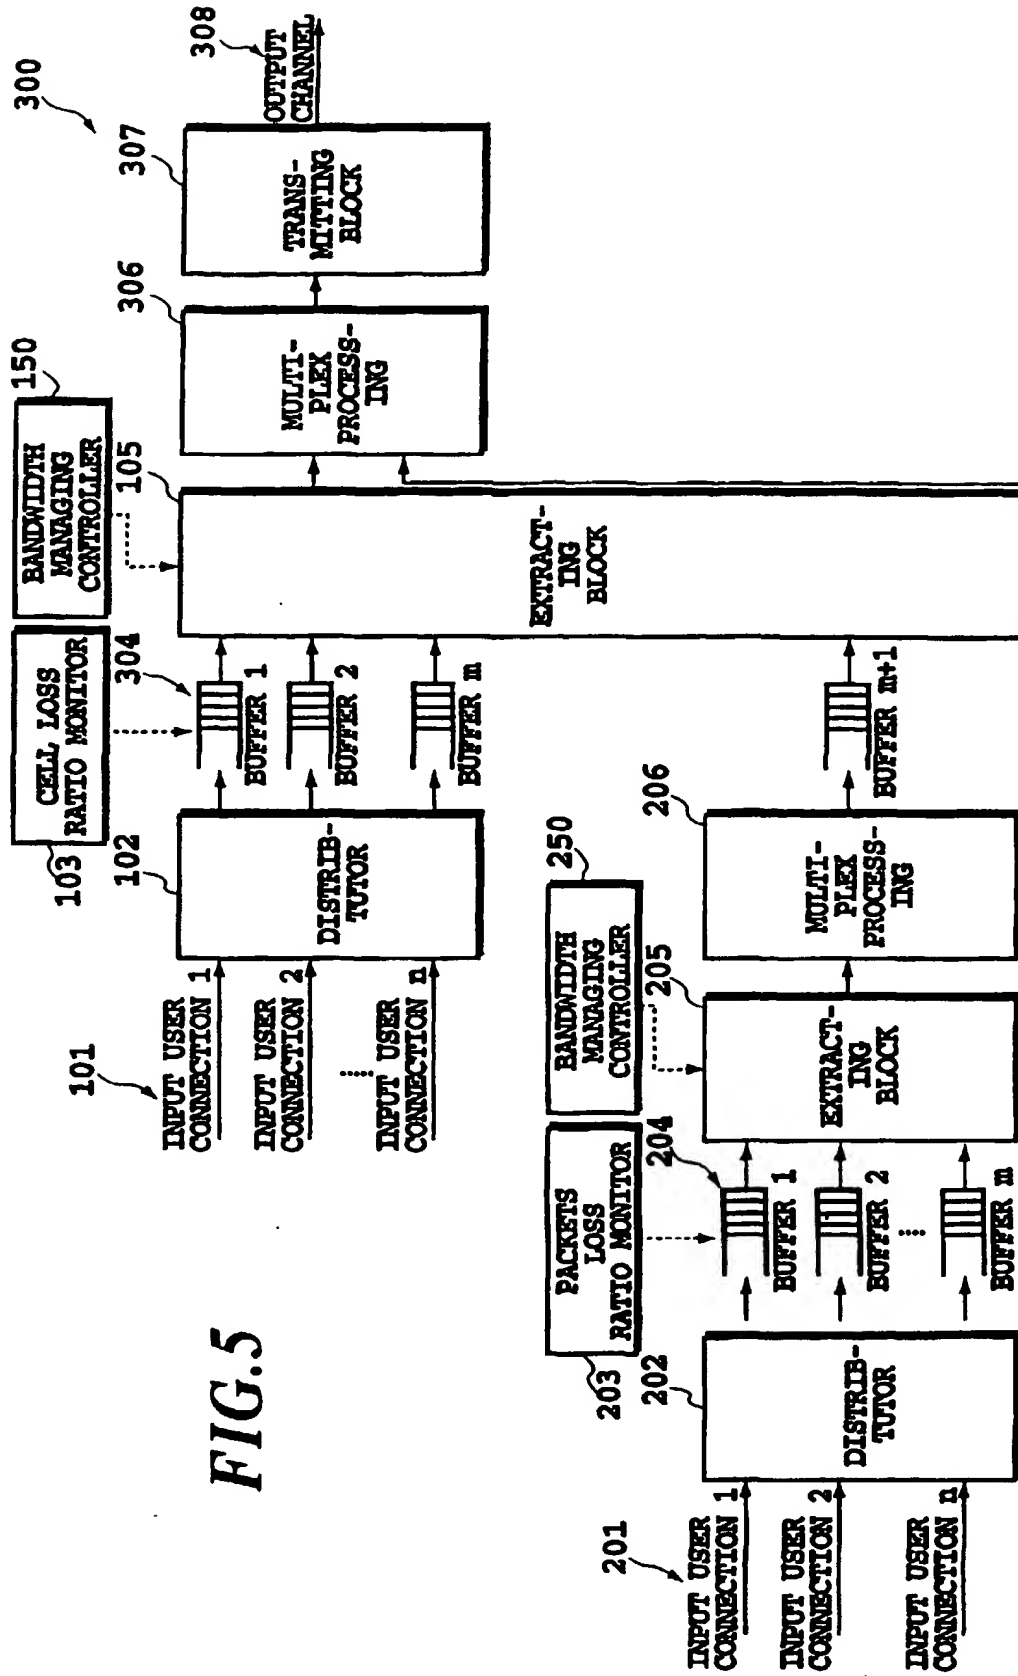 FIG.5
300
101
INPUT USER
CONNECTION 1
INPUT USER
CONNECTION 2
INPUT USER
CONNECTION n
102
DISTRIB-
TUTOR
103
CELL LOSS
RATIO MONITOR
304
BUFFER 1
BUFFER 2
BUFFER m
BANDWIDTH
MANAGING
CONTROLLER
150
105
EXTRACT-
ING
BLOCK
306
MULTI-
PLEX
PROCESS-
ING
307
TRANS-
MITTING
BLOCK
308
OUTPUT
CHANNEL
201
INPUT USER
CONNECTION 1
INPUT USER
CONNECTION 2
INPUT USER
CONNECTION n
202
DISTRIB-
TUTOR
203
PACKETS
LOSS
RATIO MONITOR
204
BUFFER 1
BUFFER 2
BUFFER m
BANDWIDTH
MANAGING
CONTROLLER
250
205
EXTRACT-
ING
BLOCK
206
MULTI-
PLEX
PROCESS-
ING
BUFFER m+1